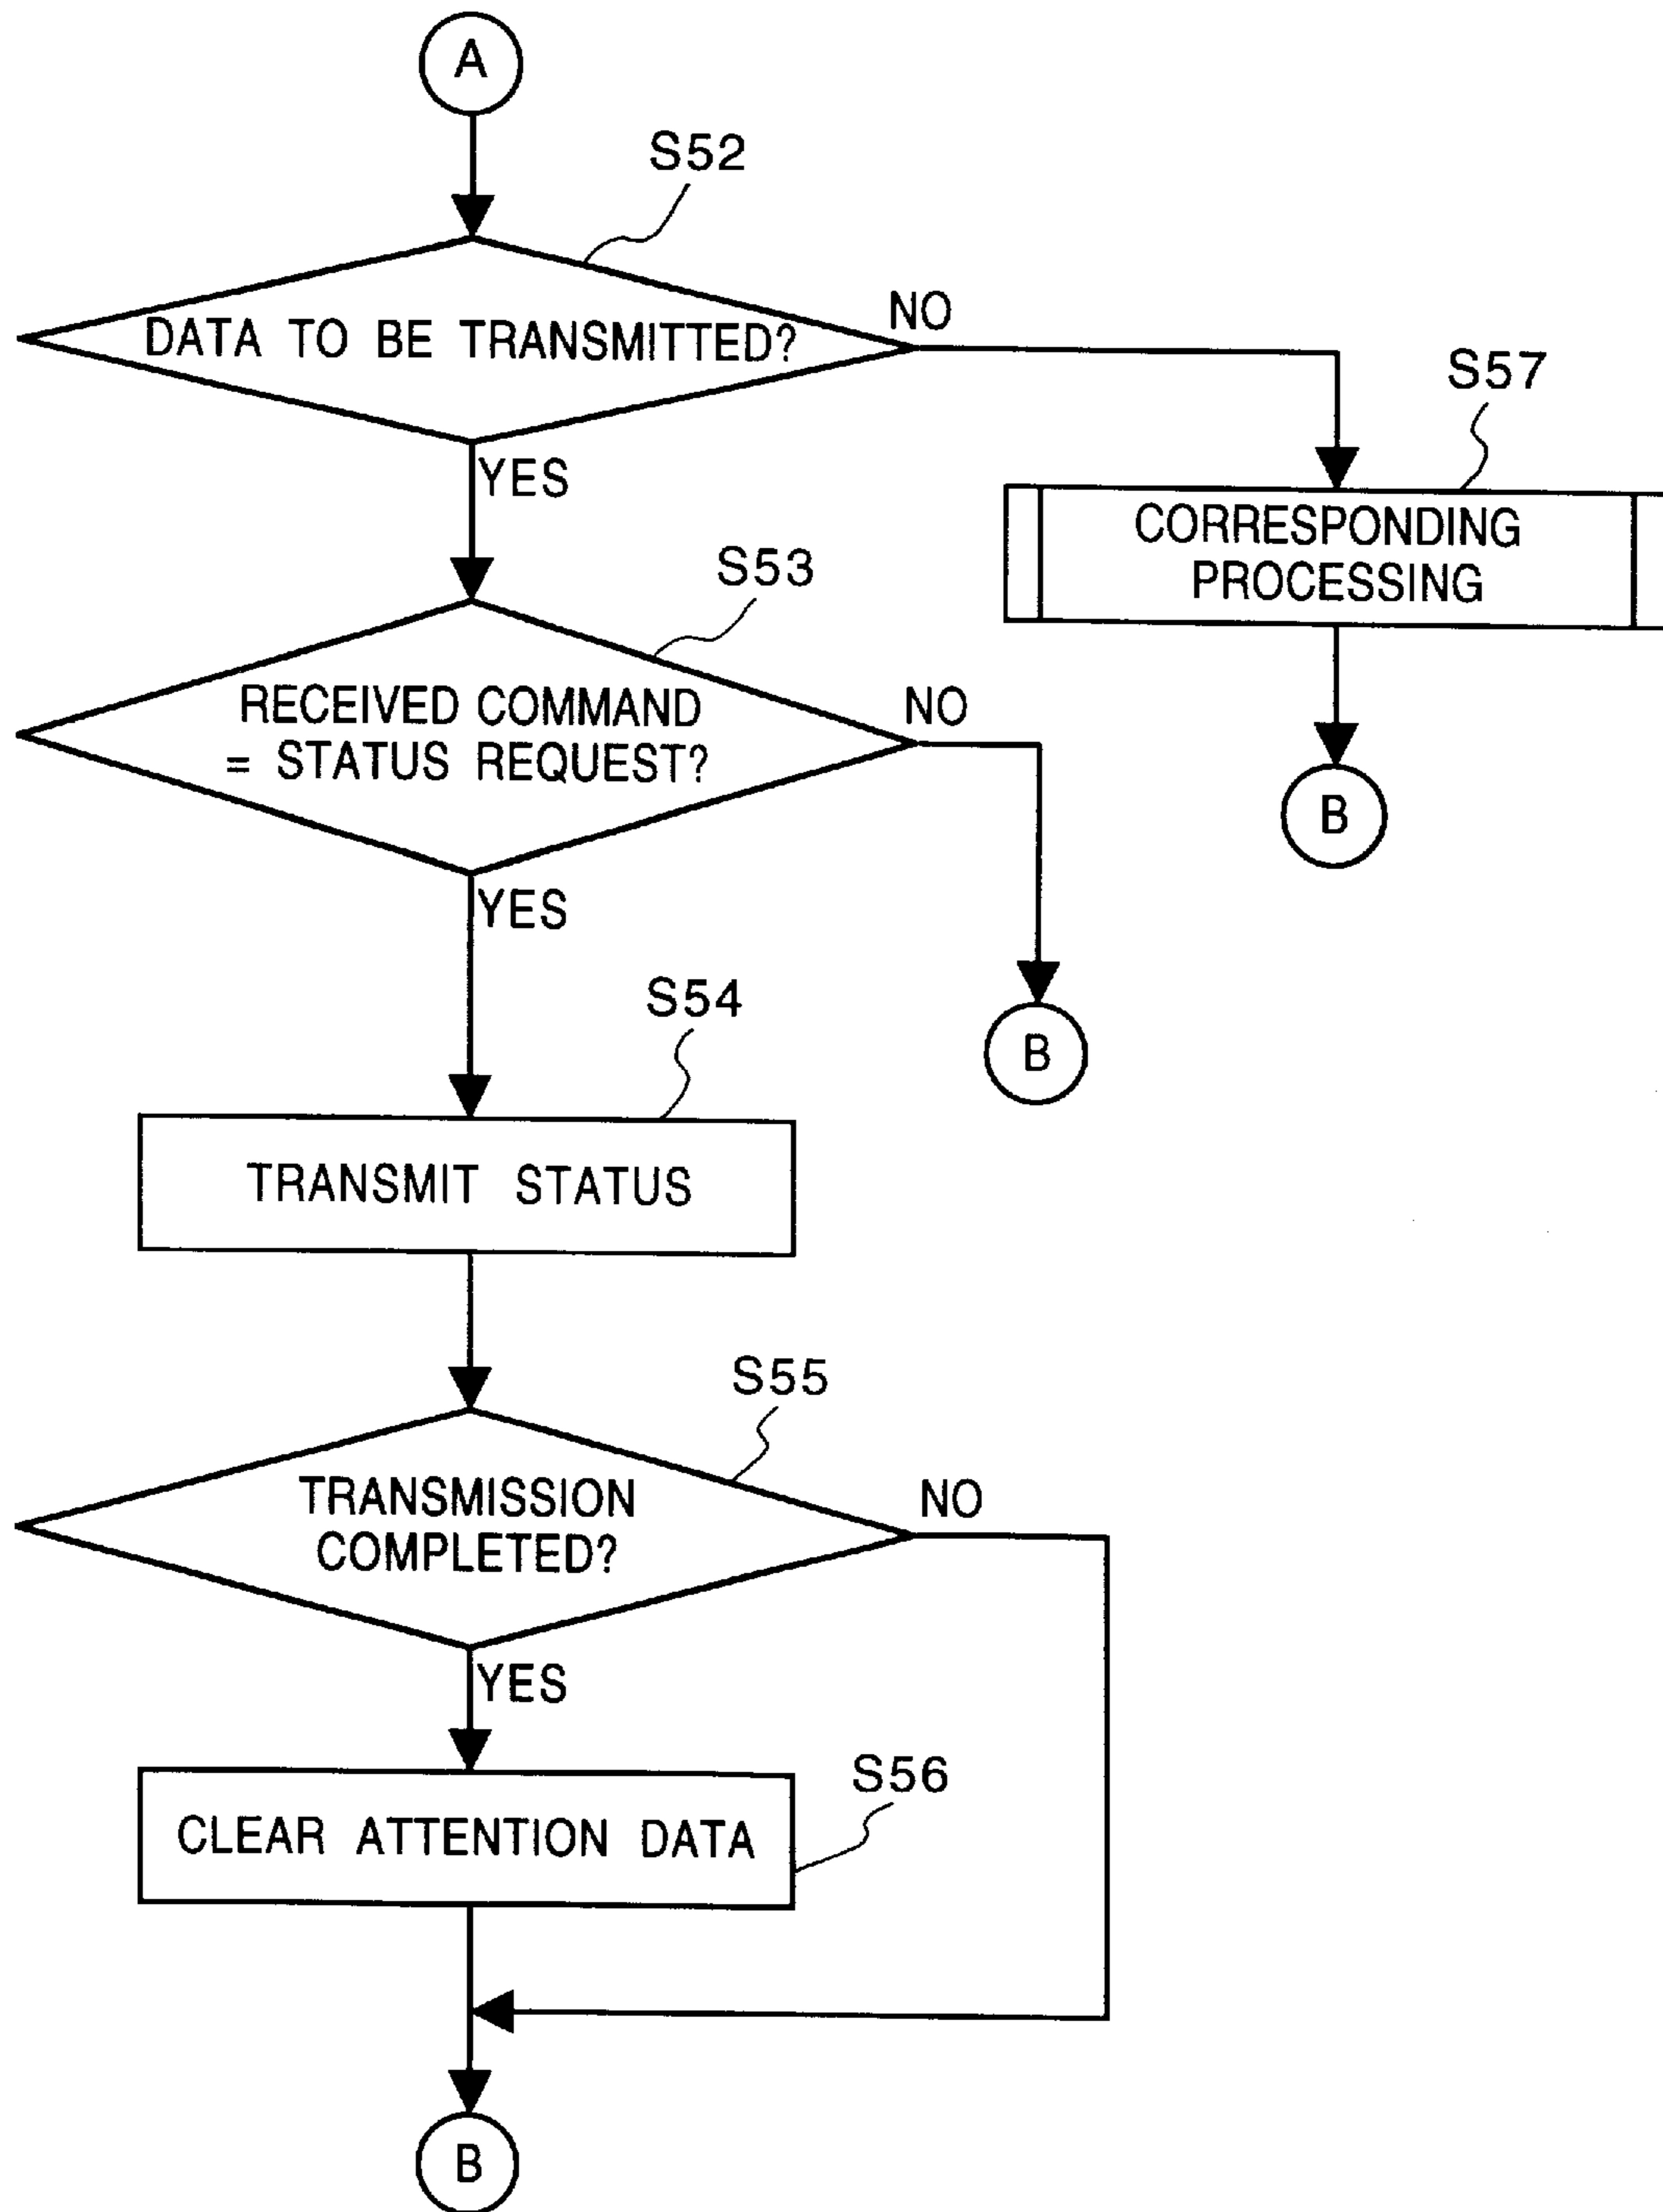 A
S52
DATA TO BE TRANSMITTED?
NO
YES
S57
CORRESPONDING
PROCESSING
B
S53
RECEIVED COMMAND
= STATUS REQUEST?
NO
YES
B
S54
TRANSMIT STATUS
S55
TRANSMISSION
COMPLETED?
NO
YES
S56
CLEAR ATTENTION DATA
B